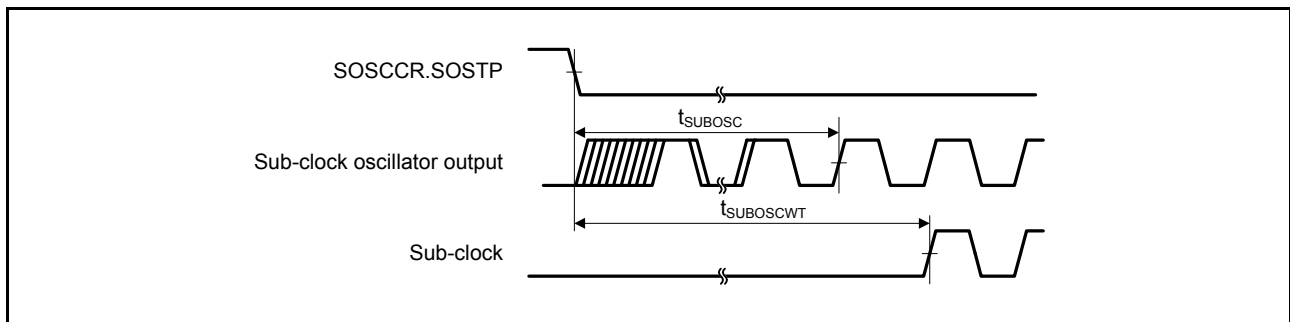 SOSCCR.SOSTP
tSUBOSC
Sub-clock oscillator output
tSUBOSCWT
Sub-clock